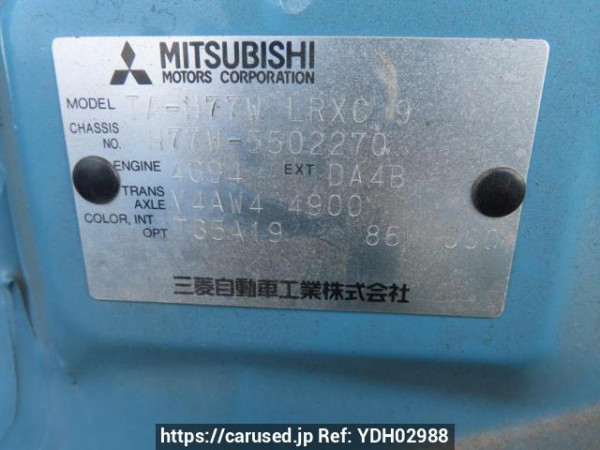 MITSUBISHI
MOTORS CORPORATION
MODEL TA-H77W LRXC 9
CHASSIS NO. H77W-5502270
ENGINE 4G94 EXT DA4B
TRANS AXLE V4AW4 4900
COLOR, INT OPT T35A19 86
三菱自動車工業株式会社
https://carused.jp Ref: YDH02988